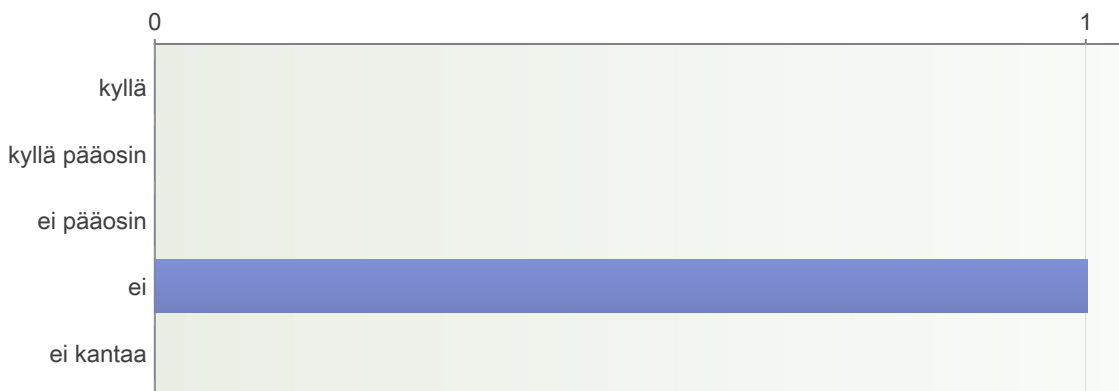 0 1
kyllä
kyllä pääosin
ei pääosin
ei
ei kantaa